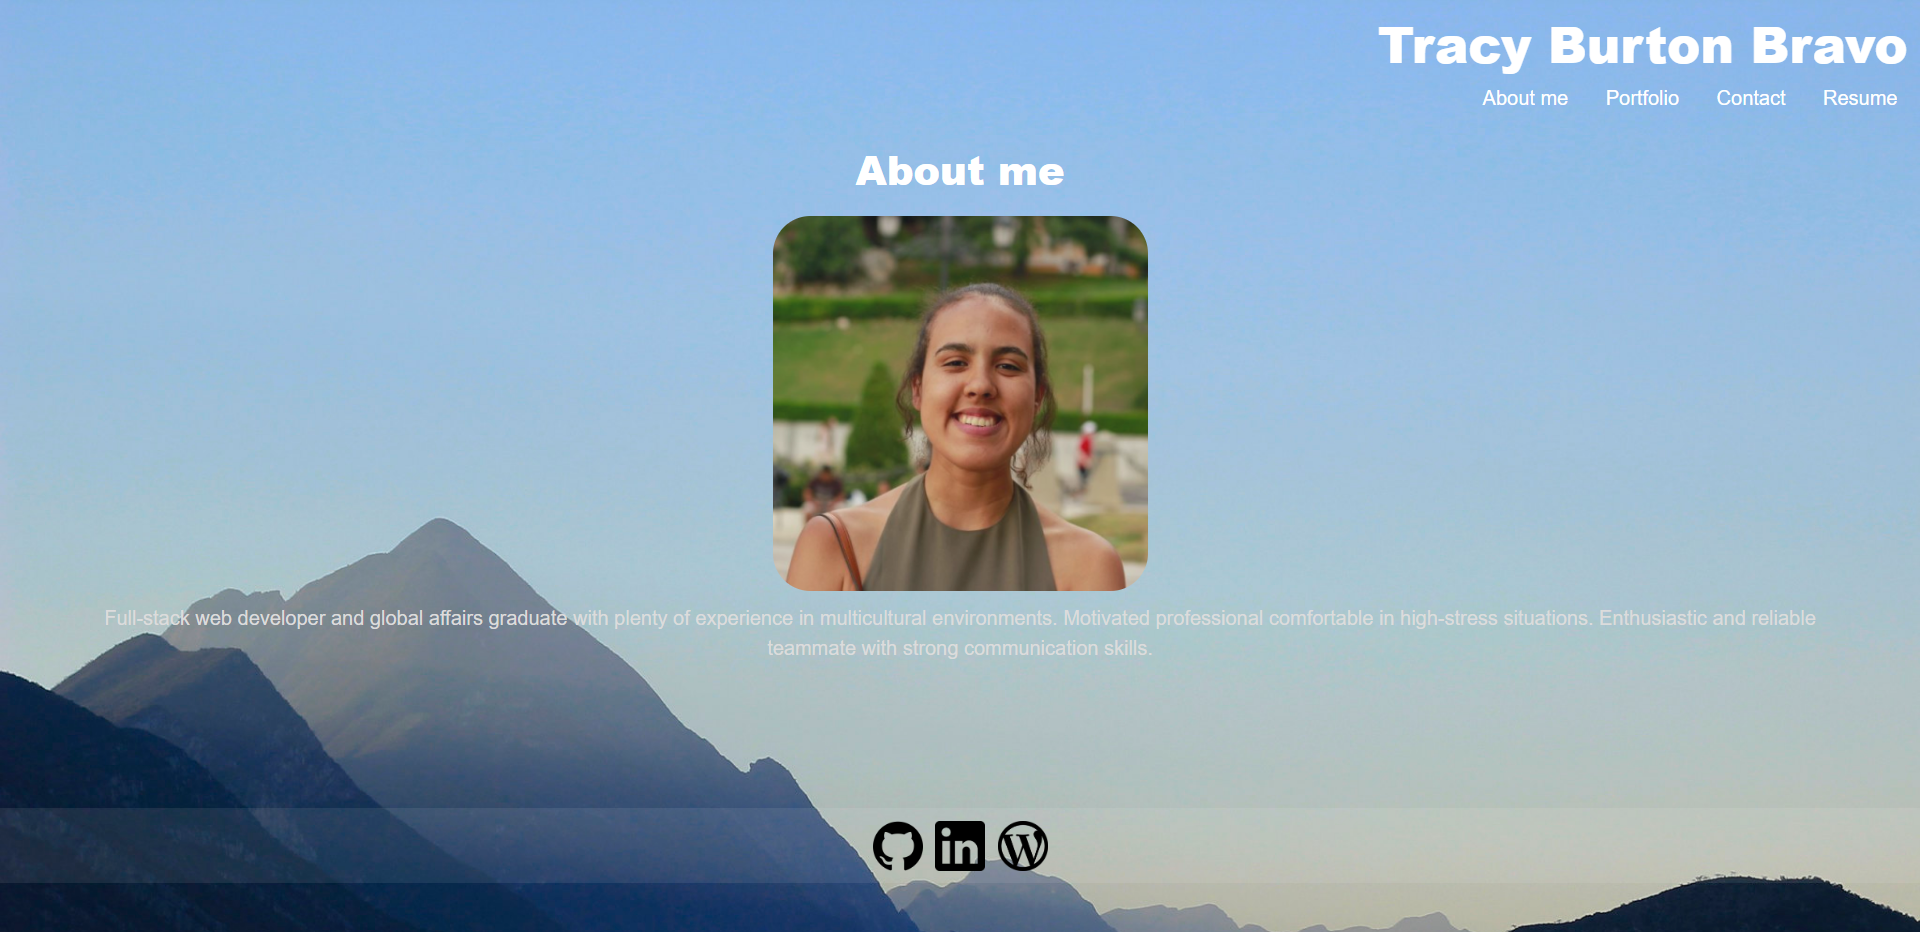 Tracy Burton Bravo
About me Portfolio Contact Resume
About me
Full-stack web developer and global affairs graduate with plenty of experience in multicultural environments. Motivated professional comfortable in high-stress situations. Enthusiastic and reliable
teammate with strong communication skills.
in